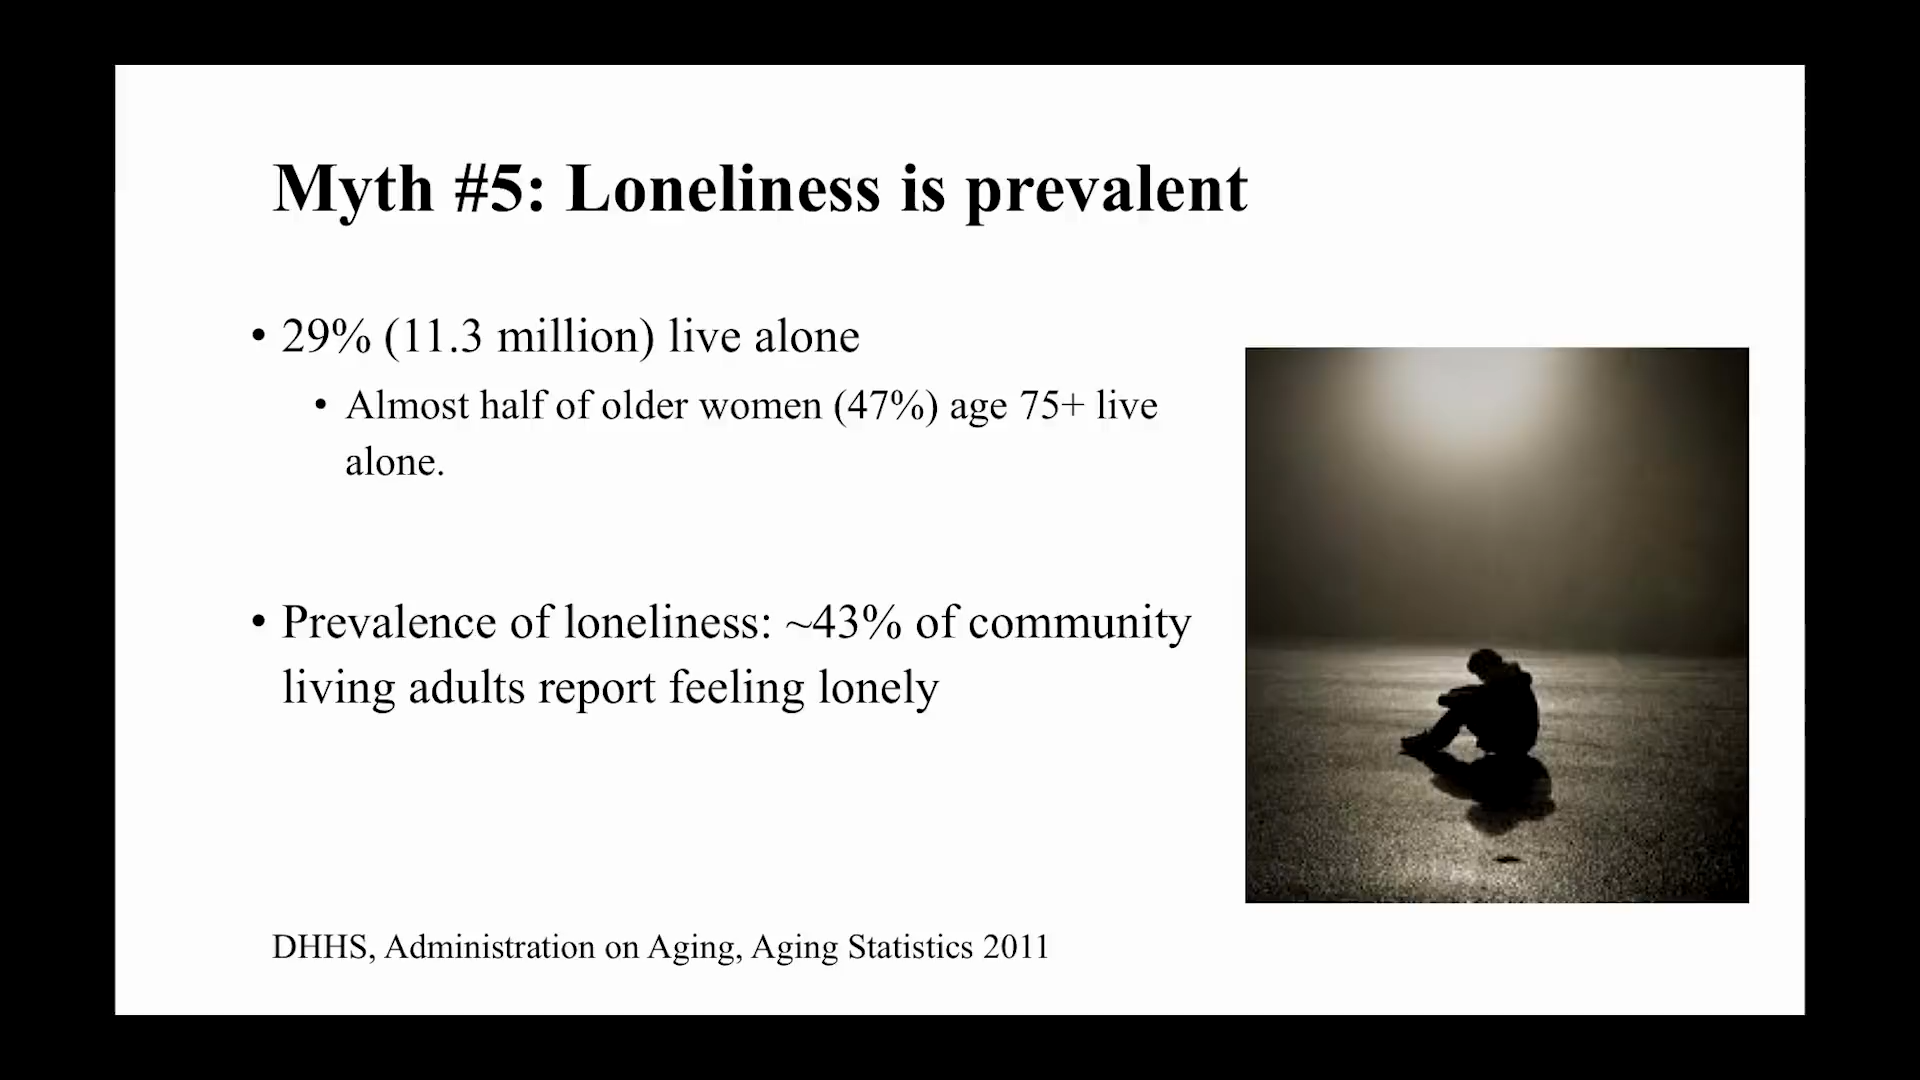 Myth #5: Loneliness is prevalent
• 29% (11.3 million) live alone
• Almost half of older women (47%) age 75+ live
alone.
• Prevalence of loneliness: ~43% of community
living adults report feeling lonely
DHHS, Administration on Aging, Aging Statistics 2011